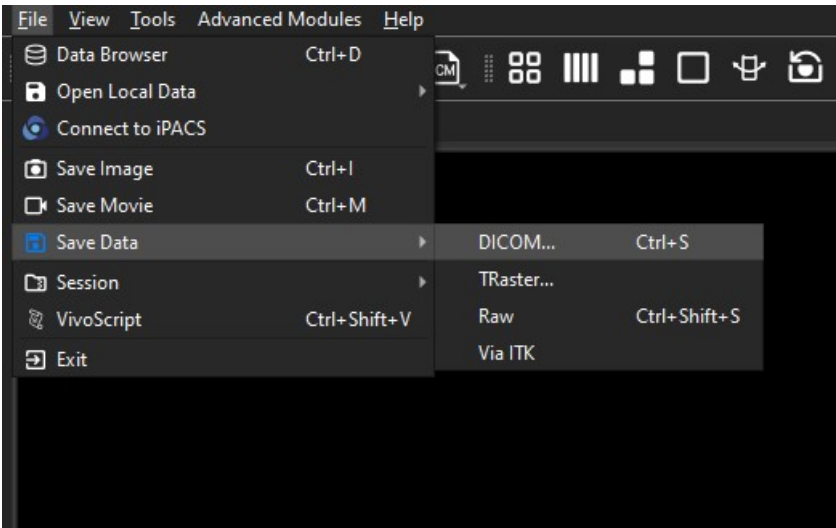 File View Tools Advanced Modules Help
Data Browser Ctrl+D
CM
Open Local Data
Connect to iPACS
Save Image Ctrl+I
Save Movie Ctrl+M
Save Data DICOM... Ctrl+S
Session TRaster...
VivoScript Ctrl+Shift+V Raw Ctrl+Shift+S
Exit Via ITK